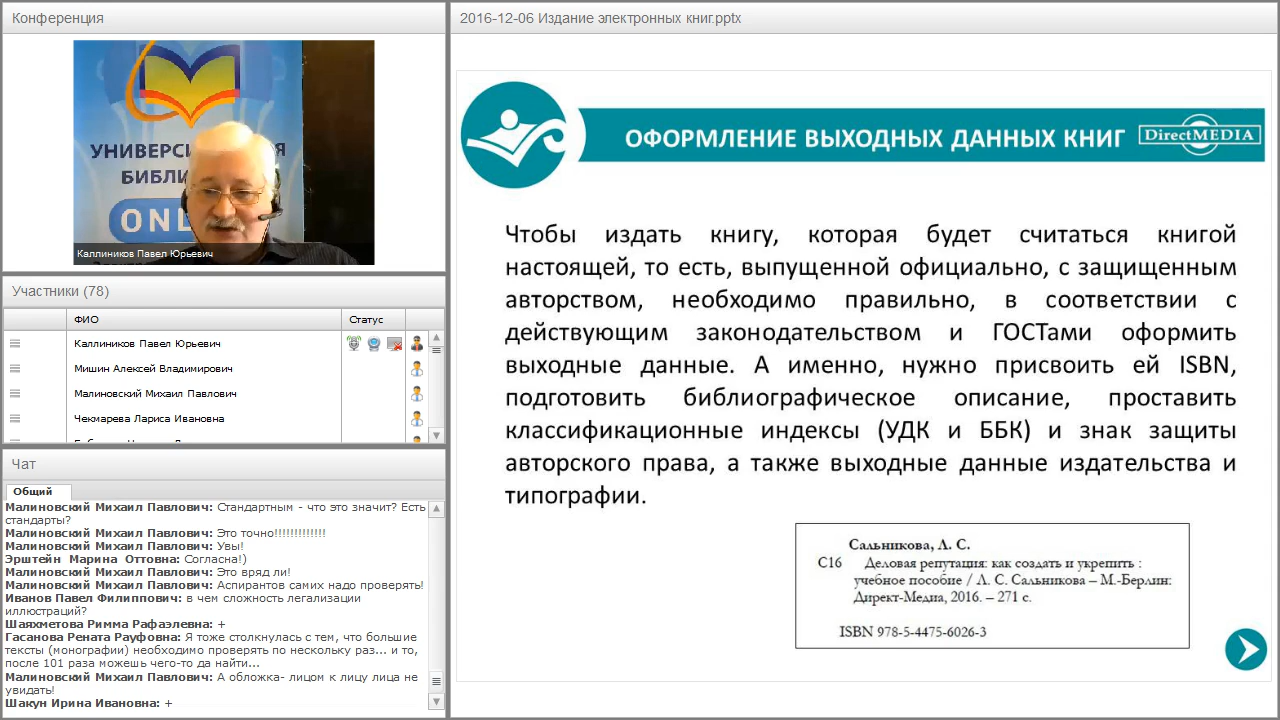 Конференция
УНИВЕРСИ
Я
БИБЛИ
ONL
Каллиников Павел Юрьевич
Участники (78)
ФИО
Статус
Каллиников Павел Юрьевич
Мишин Алексей Владимирович
Малиновский Михаил Павлович
Чекмарева Лариса Ивановна
Чат
Общий
Малиновский Михаил Павлович: Стандартным - что это значит? Есть
стандарты?
Малиновский Михаил Павлович: Это точно!!!!!!!!!!!!!
Малиновский Михаил Павлович: Увы!
Эрштейн Марина Оттовна: Согласна!)
Малиновский Михаил Павлович: Это вряд ли!
Малиновский Михаил Павлович: Аспирантов самих надо проверять!
Иванов Павел Филиппович: в чем сложность легализации
иллюстраций?
Шаяхметова Римма Рафаэлевна: +
Гасанова Рената Рауфовна: Я тоже столкнулась с тем, что большие
тексты (монографии) необходимо проверять по нескольку раз... и то,
после 101 раза можешь чего-то да найти...
Малиновский Михаил Павлович: А обложка- лицом к лицу лица не
увидать!
Шакун Ирина Ивановна: +
2016-12-06 Издание электронных книг.pptx
ОФОРМЛЕНИЕ ВЫХОДНЫХ ДАННЫХ КНИГ
DirectMEDIA
Чтобы издать книгу, которая будет считаться книгой
настоящей, то есть, выпущенной официально, с защищенным
авторством, необходимо правильно, в соответствии с
действующим законодательством и ГОСТами оформить
выходные данные. А именно, нужно присвоить ей ISBN,
подготовить библиографическое описание, проставить
классификационные индексы (УДК и ББК) и знак защиты
авторского права, а также выходные данные издательства и
типографии.
Сальникова, Л. С.
С16 Деловая репутация: как создать и укрепить :
учебное пособие / Л. С. Сальникова – М.-Берлин:
Директ-Медиа, 2016. – 271 с.
ISBN 978-5-4475-6026-3